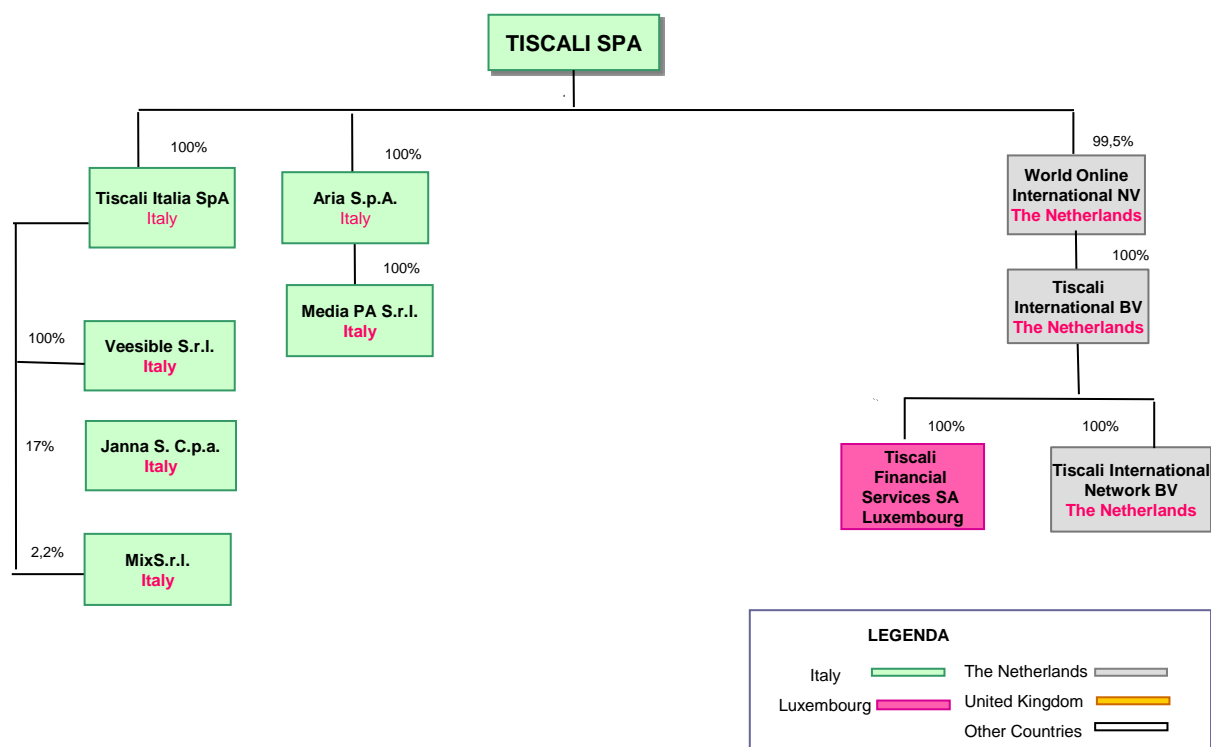 TISCALI SPA
100%
100%
99,5%
Tiscali Italia SpA
Italy
Aria S.p.A.
Italy
World Online
International NV
The Netherlands
100%
100%
Media PA S.r.l.
Italy
Tiscali
International BV
The Netherlands
100%
Veesible S.r.l.
Italy
17%
Janna S. C.p.a.
Italy
100%
100%
Tiscali
Financial
Services SA
Luxembourg
Tiscali International
Network BV
The Netherlands
2,2%
MixS.r.l.
Italy
LEGENDA
Italy
The Netherlands
Luxembourg
United Kingdom
Other Countries